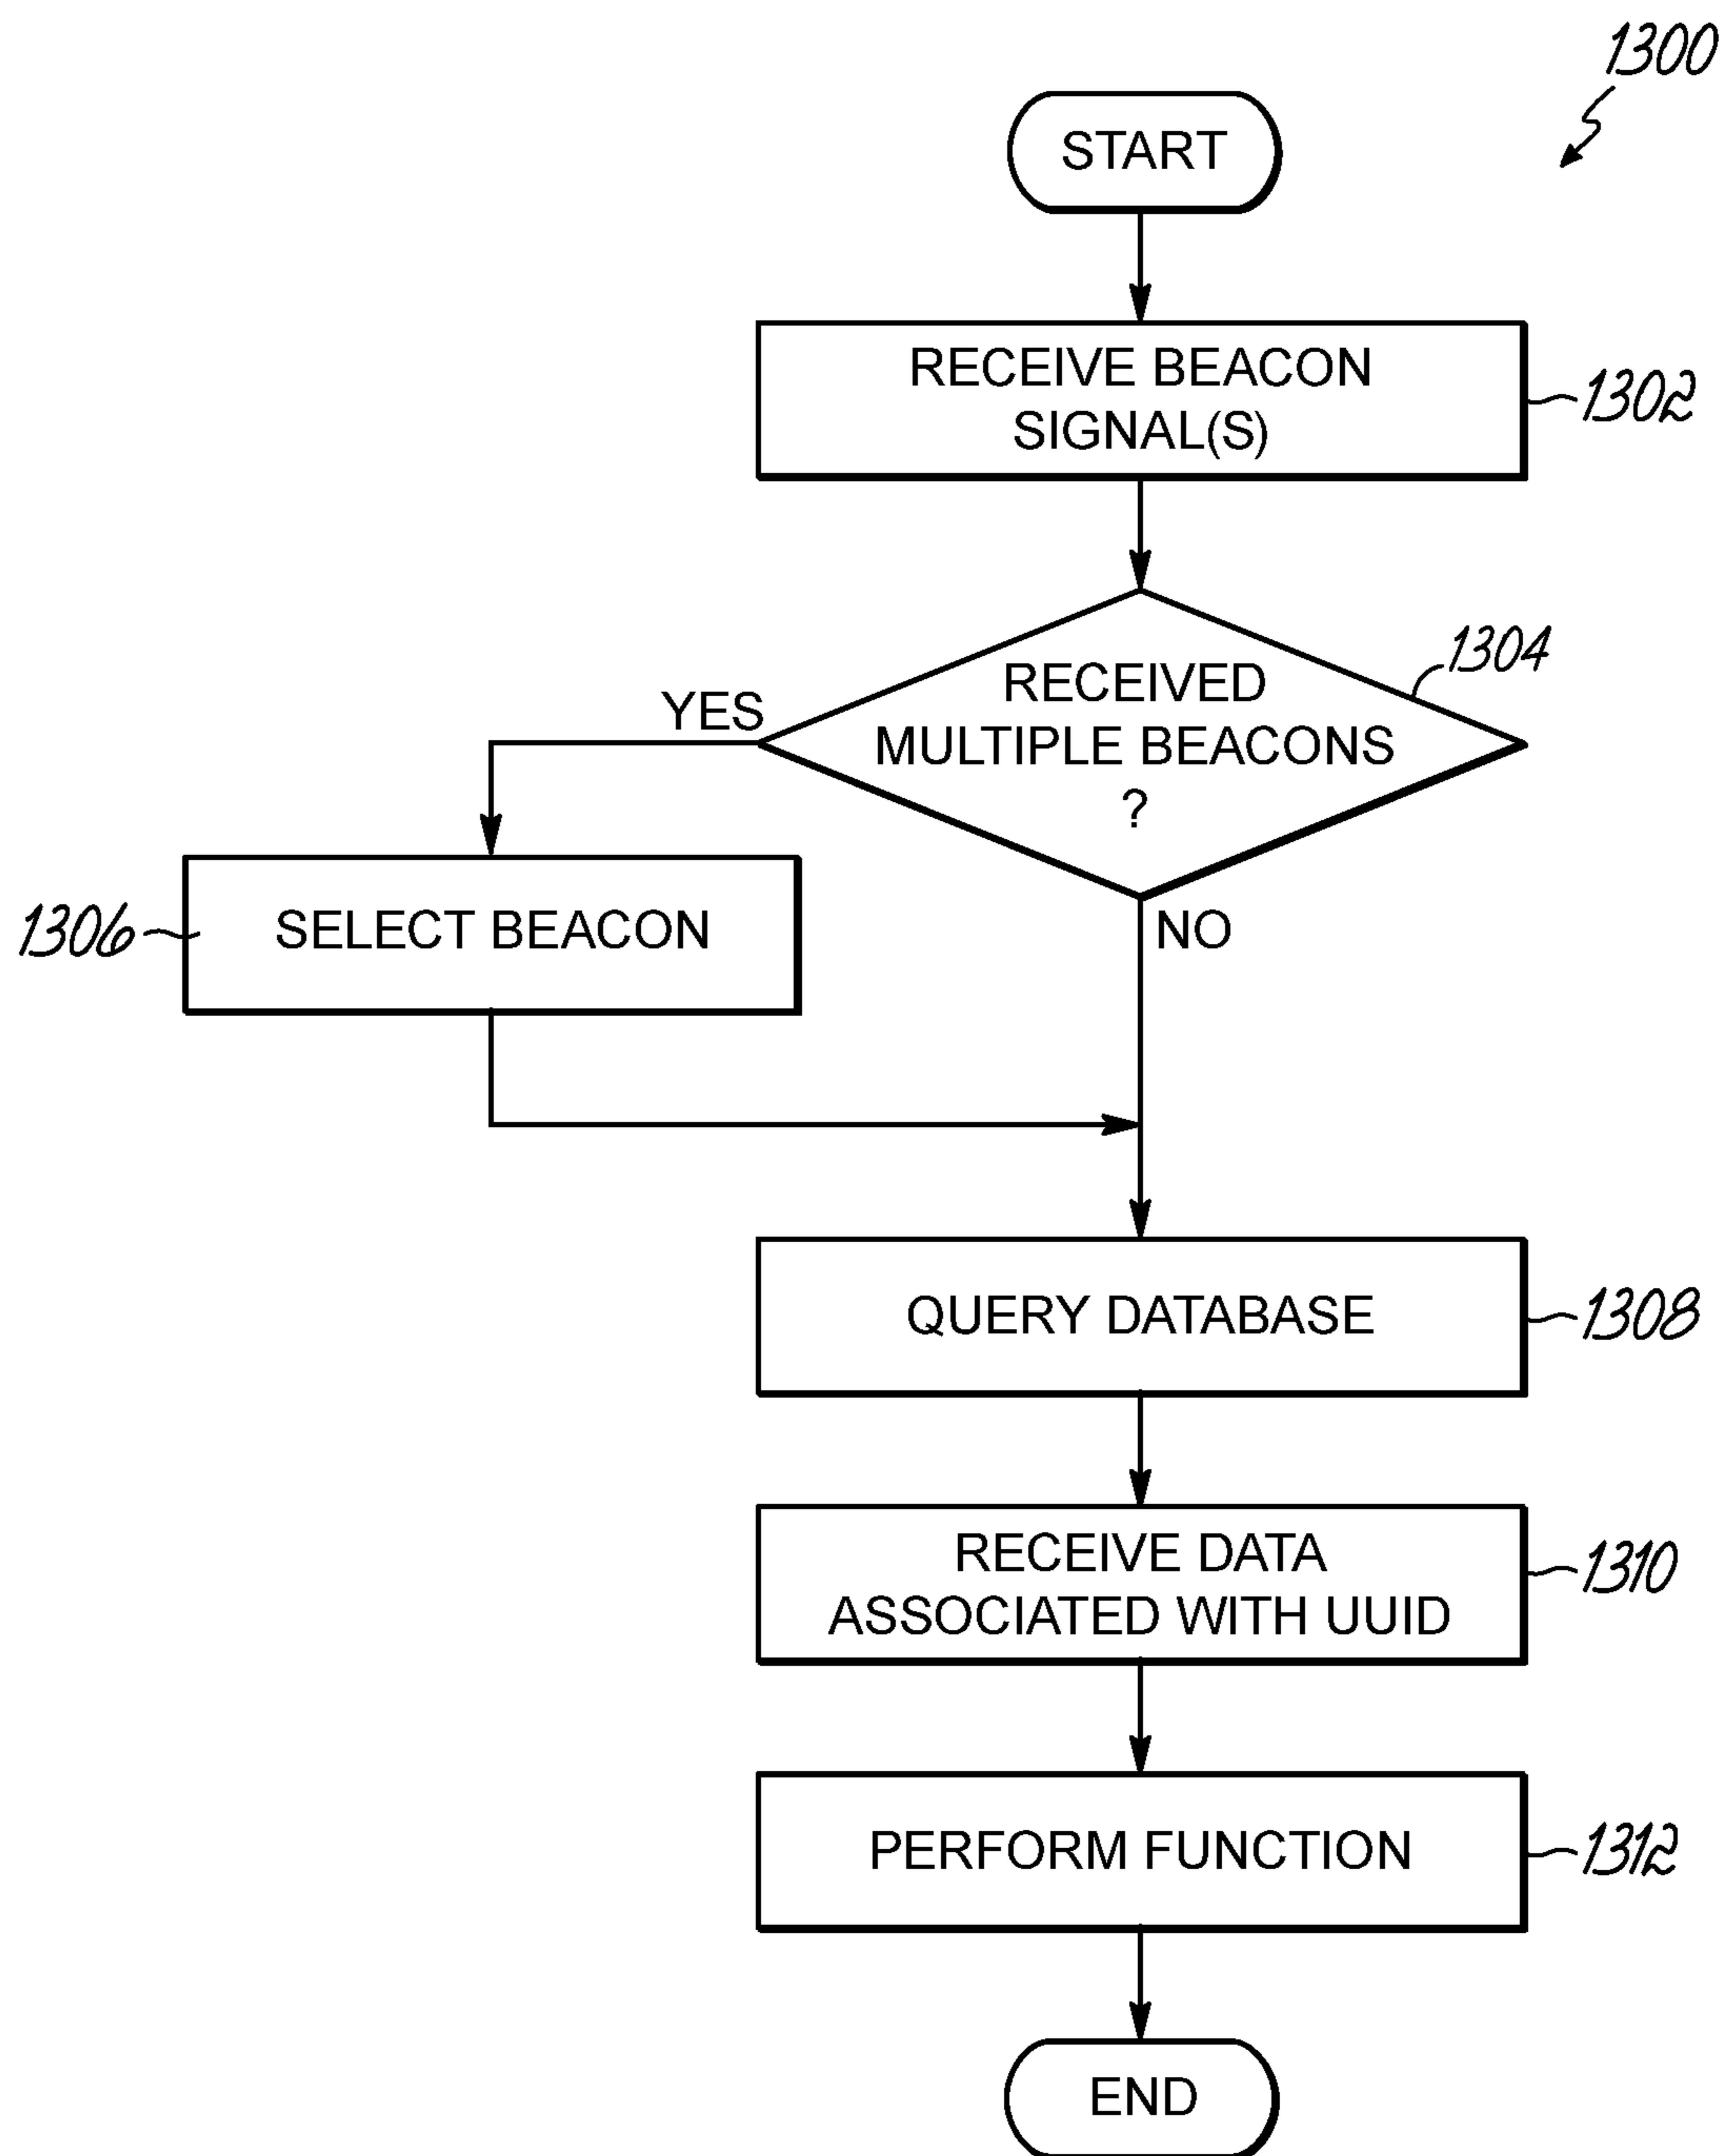 1300
START
RECEIVE BEACON
SIGNAL(S)
1302
RECEIVED
MULTIPLE BEACONS
?
1304
YES
NO
SELECT BEACON
1306
QUERY DATABASE
1308
RECEIVE DATA
ASSOCIATED WITH UUID
1310
PERFORM FUNCTION
1312
END